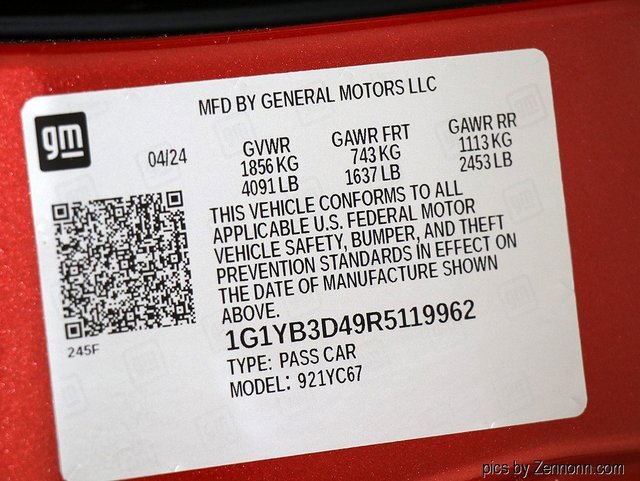 MFD BY GENERAL MOTORS LLC
gm
04/24
GVWR GAWR FRT GAWR RR
1856 KG 743 KG 1113 KG
4091 LB 1637 LB 2453 LB
THIS VEHICLE CONFORMS TO ALL
APPLICABLE U.S. FEDERAL MOTOR
VEHICLE SAFETY, BUMPER, AND THEFT
PREVENTION STANDARDS IN EFFECT ON
THE DATE OF MANUFACTURE SHOWN
ABOVE.
245F
1G1YB3D49R5119962
TYPE: PASS CAR
MODEL: 921YC67
pics by Zennonn.com